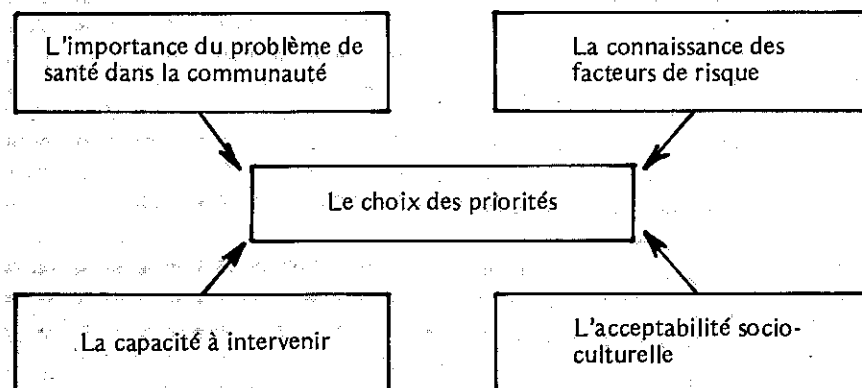 L'importance du problème de
santé dans la communauté
La connaissance des
facteurs de risque
Le choix des priorités
La capacité à intervenir
L'acceptabilité socio-
culturelle